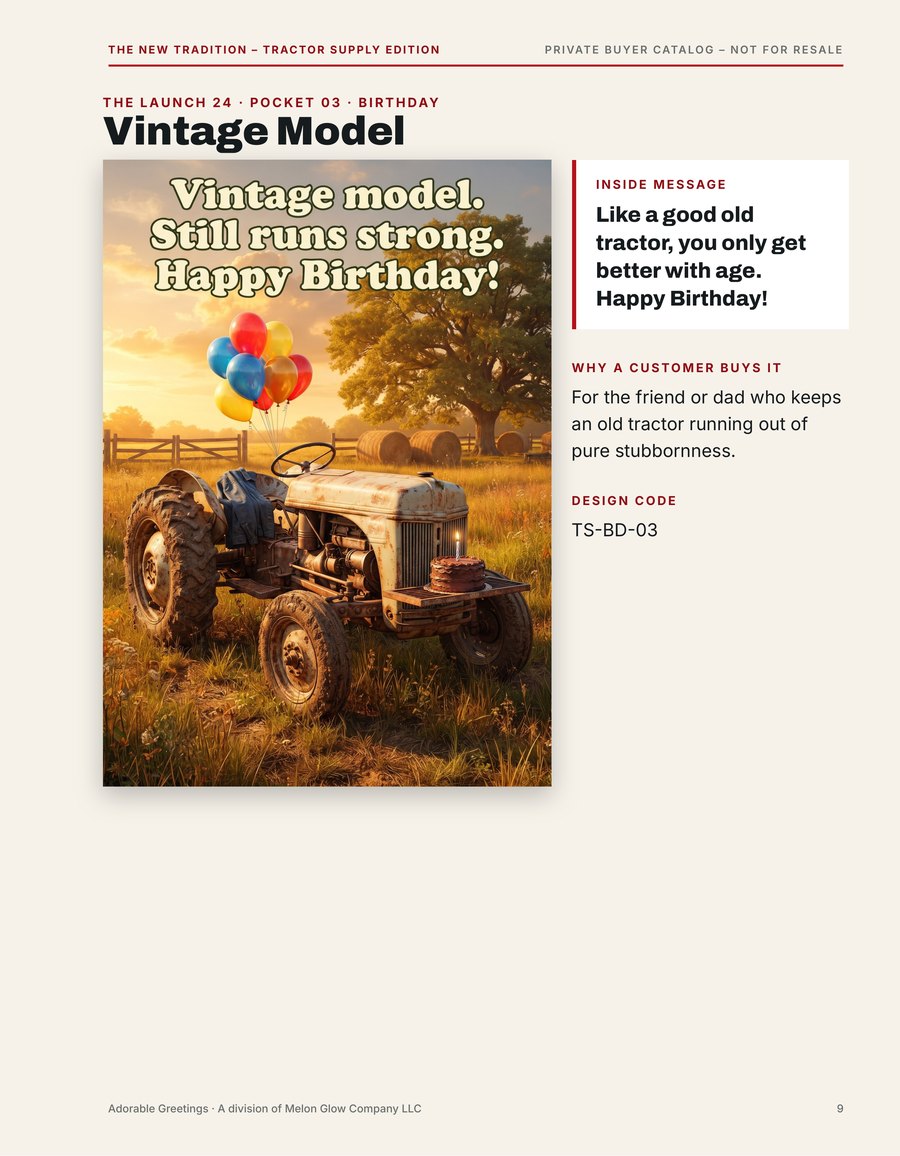 THE NEW TRADITION – TRACTOR SUPPLY EDITION
PRIVATE BUYER CATALOG – NOT FOR RESALE
THE LAUNCH 24 · POCKET 03 · BIRTHDAY
Vintage Model
Vintage model.
Still runs strong.
Happy Birthday!
INSIDE MESSAGE
Like a good old
tractor, you only get
better with age.
Happy Birthday!
WHY A CUSTOMER BUYS IT
For the friend or dad who keeps
an old tractor running out of
pure stubbornness.
DESIGN CODE
TS-BD-03
Adorable Greetings · A division of Melon Glow Company LLC
9